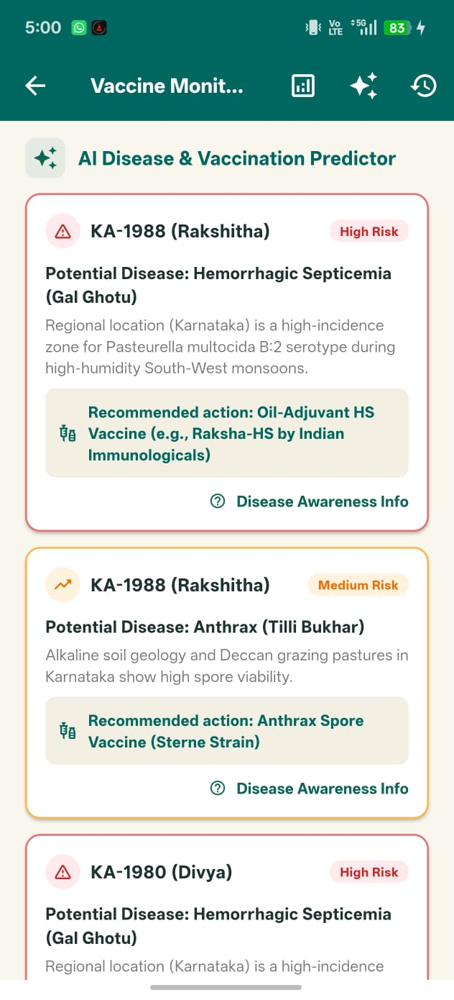 5:00
Vo
LTE
5G
83
Vaccine Monit...
AI Disease & Vaccination Predictor
KA-1988 (Rakshitha)
High Risk
Potential Disease: Hemorrhagic Septicemia
(Gal Ghotu)
Regional location (Karnataka) is a high-incidence
zone for Pasteurella multocida B:2 serotype during
high-humidity South-West monsoons.
Recommended action: Oil-Adjuvant HS
Vaccine (e.g., Raksha-HS by Indian
Immunologicals)
Disease Awareness Info
KA-1988 (Rakshitha)
Medium Risk
Potential Disease: Anthrax (Tilli Bukhar)
Alkaline soil geology and Deccan grazing pastures in
Karnataka show high spore viability.
Recommended action: Anthrax Spore
Vaccine (Sterne Strain)
Disease Awareness Info
KA-1980 (Divya)
High Risk
Potential Disease: Hemorrhagic Septicemia
(Gal Ghotu)
Regional location (Karnataka) is a high-incidence